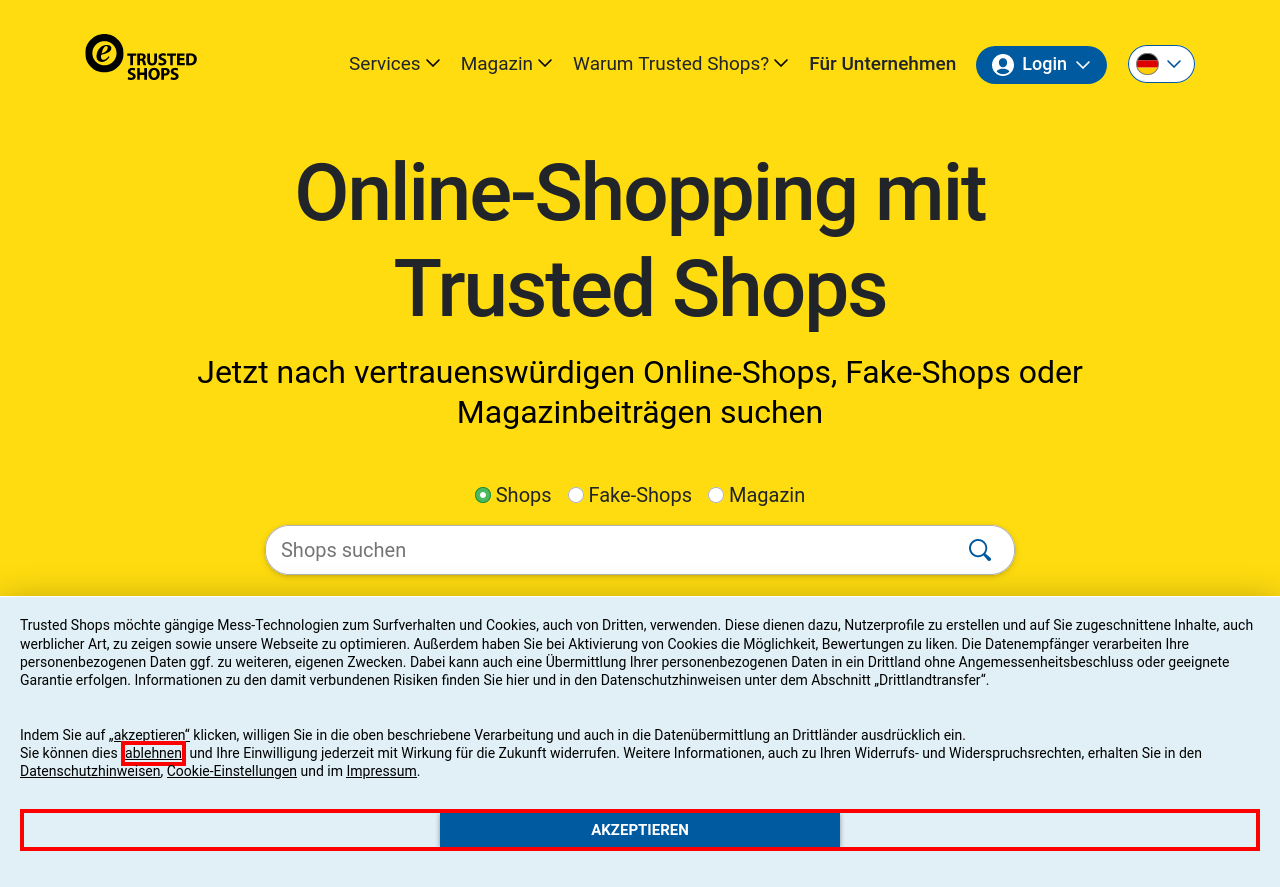 e TRUSTED
SHOPS
Services Magazin Warum Trusted Shops? Für Unternehmen Login
Online-Shopping mit
Trusted Shops
Jetzt nach vertrauenswürdigen Online-Shops, Fake-Shops oder
Magazinbeiträgen suchen
Shops Fake-Shops Magazin
Shops suchen
Trusted Shops möchte gängige Mess-Technologien zum Surfverhalten und Cookies, auch von Dritten, verwenden. Diese dienen dazu, Nutzerprofile zu erstellen und auf Sie zugeschnittene Inhalte, auch
werblicher Art, zu zeigen sowie unsere Webseite zu optimieren. Außerdem haben Sie bei Aktivierung von Cookies die Möglichkeit, Bewertungen zu liken. Die Datenempfänger verarbeiten Ihre
personenbezogenen Daten ggf. zu weiteren, eigenen Zwecken. Dabei kann auch eine Übermittlung Ihrer personenbezogenen Daten in ein Drittland ohne Angemessenheitsbeschluss oder geeignete
Garantie erfolgen. Informationen zu den damit verbundenen Risiken finden Sie hier und in den Datenschutzhinweisen unter dem Abschnitt „Drittlandtransfer“.
Indem Sie auf „akzeptieren“ klicken, willigen Sie in die oben beschriebene Verarbeitung und auch in die Datenübermittlung an Drittländer ausdrücklich ein.
Sie können dies ablehnen und Ihre Einwilligung jederzeit mit Wirkung für die Zukunft widerrufen. Weitere Informationen, auch zu Ihren Widerrufs- und Widerspruchsrechten, erhalten Sie in den
Datenschutzhinweisen, Cookie-Einstellungen und im Impressum.
AKZEPTIEREN